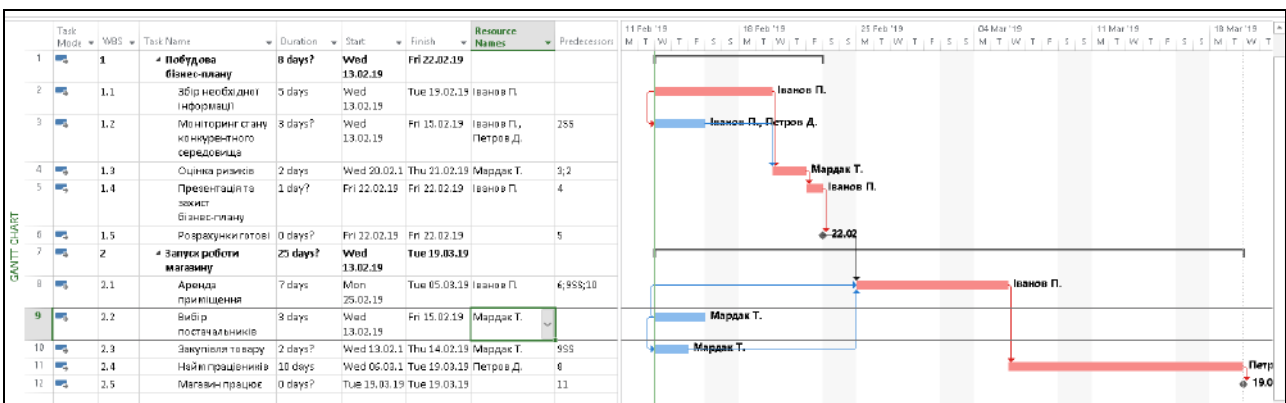 Task Mode WBS Task Name Duration Start Finish Resource Names Predecessors
11 Feb '19 18 Feb '19 25 Feb '19 04 Mar '19 11 Mar '19 18 Mar '19
M T W T F S S M T W T F S S M T W T F S S M T W T F S S M T W T F S S M T W T
GANTT CHART
1 1 Побудова бізнес-плану 8 days? Wed 13.02.19 Fri 22.02.19
2 1.1 Збір необхідної інформації 5 days Wed 13.02.19 Tue 19.02.19 Іванов П.
Іванов П.
3 1.2 Моніторинг стану конкурентного середовища 3 days? Wed 13.02.19 Fri 15.02.19 Іванов П., Петров Д. 2SS
Іванов П., Петров Д.
4 1.3 Оцінка ризиків 2 days Wed 20.02.1 Thu 21.02.19 Мардак Т. 3;2
Мардак Т.
5 1.4 Презентація та захист бізнес-плану 1 day? Fri 22.02.19 Fri 22.02.19 Іванов П. 4
Іванов П.
6 1.5 Розрахунки готові 0 days? Fri 22.02.19 Fri 22.02.19 5
22.02
7 2 Запуск роботи магазину 25 days? Wed 13.02.19 Tue 19.03.19
8 2.1 Аренда приміщення 7 days Mon 25.02.19 Tue 05.03.19 Іванов П. 6;9SS;10
Іванов П.
9 2.2 Вибір постачальників 3 days Wed 13.02.19 Fri 15.02.19 Мардак Т.
Мардак Т.
10 2.3 Закупівля товару 2 days? Wed 13.02.1 Thu 14.02.19 Мардак Т. 9SS
Мардак Т.
11 2.4 Найм працівників 10 days Wed 06.03.1 Tue 19.03.19 Петров Д. 8
Петр
12 2.5 Магазин працює 0 days? Tue 19.03.19 Tue 19.03.19 11
19.0